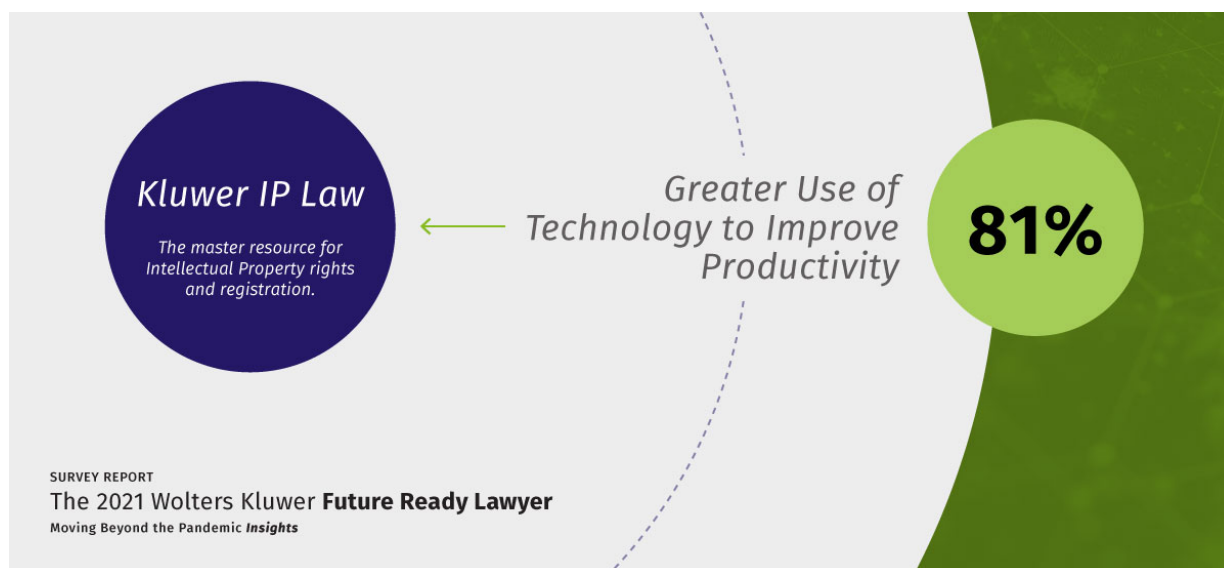 Kluwer IP Law
The master resource for
Intellectual Property rights
and registration.
Greater Use of
Technology to Improve
Productivity
81%
SURVEY REPORT
The 2021 Wolters Kluwer Future Ready Lawyer
Moving Beyond the Pandemic Insights